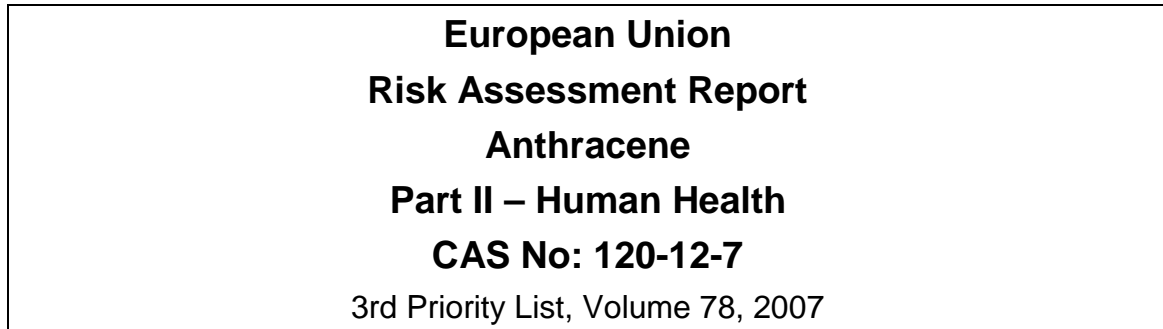 European Union
Risk Assessment Report
Anthracene
Part II – Human Health
CAS No: 120-12-7
3rd Priority List, Volume 78, 2007